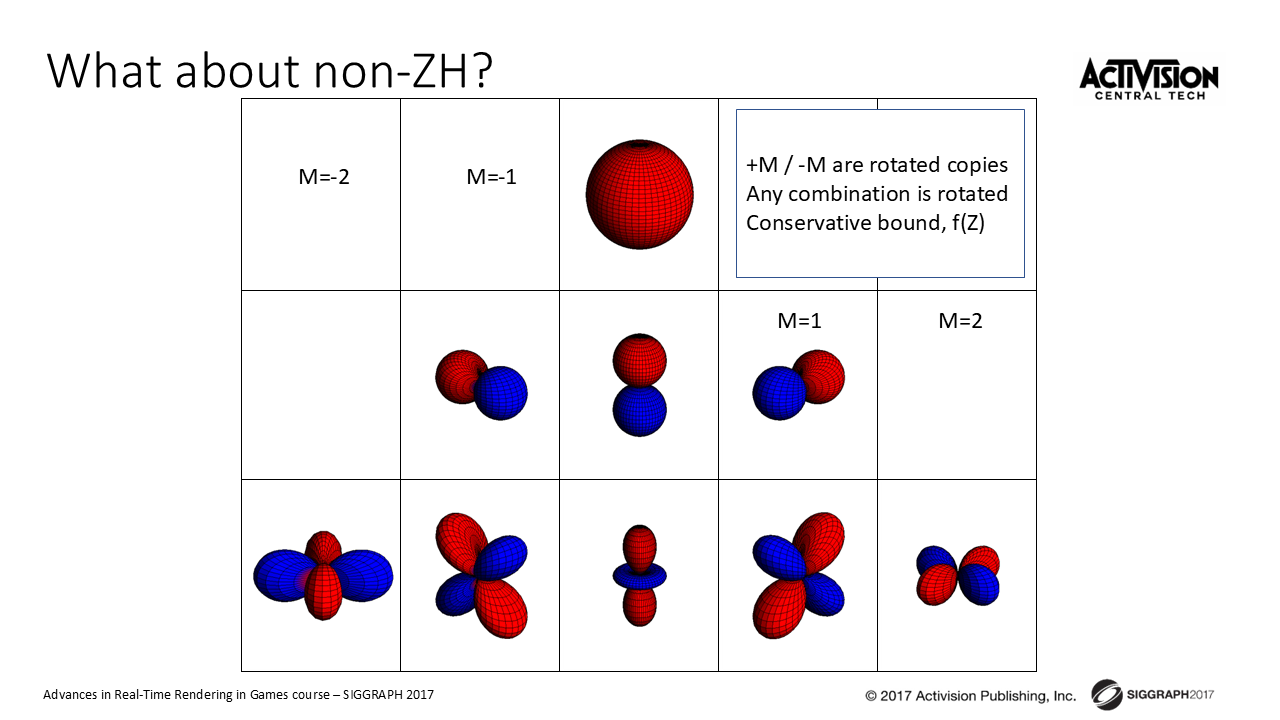 What about non-ZH?
ACTIVISION
CENTRAL TECH
M=-2
M=-1
+M / -M are rotated copies
Any combination is rotated
Conservative bound, f(Z)
M=1
M=2
Advances in Real-Time Rendering in Games course – SIGGRAPH 2017
© 2017 Activision Publishing, Inc.
SIGGRAPH2017